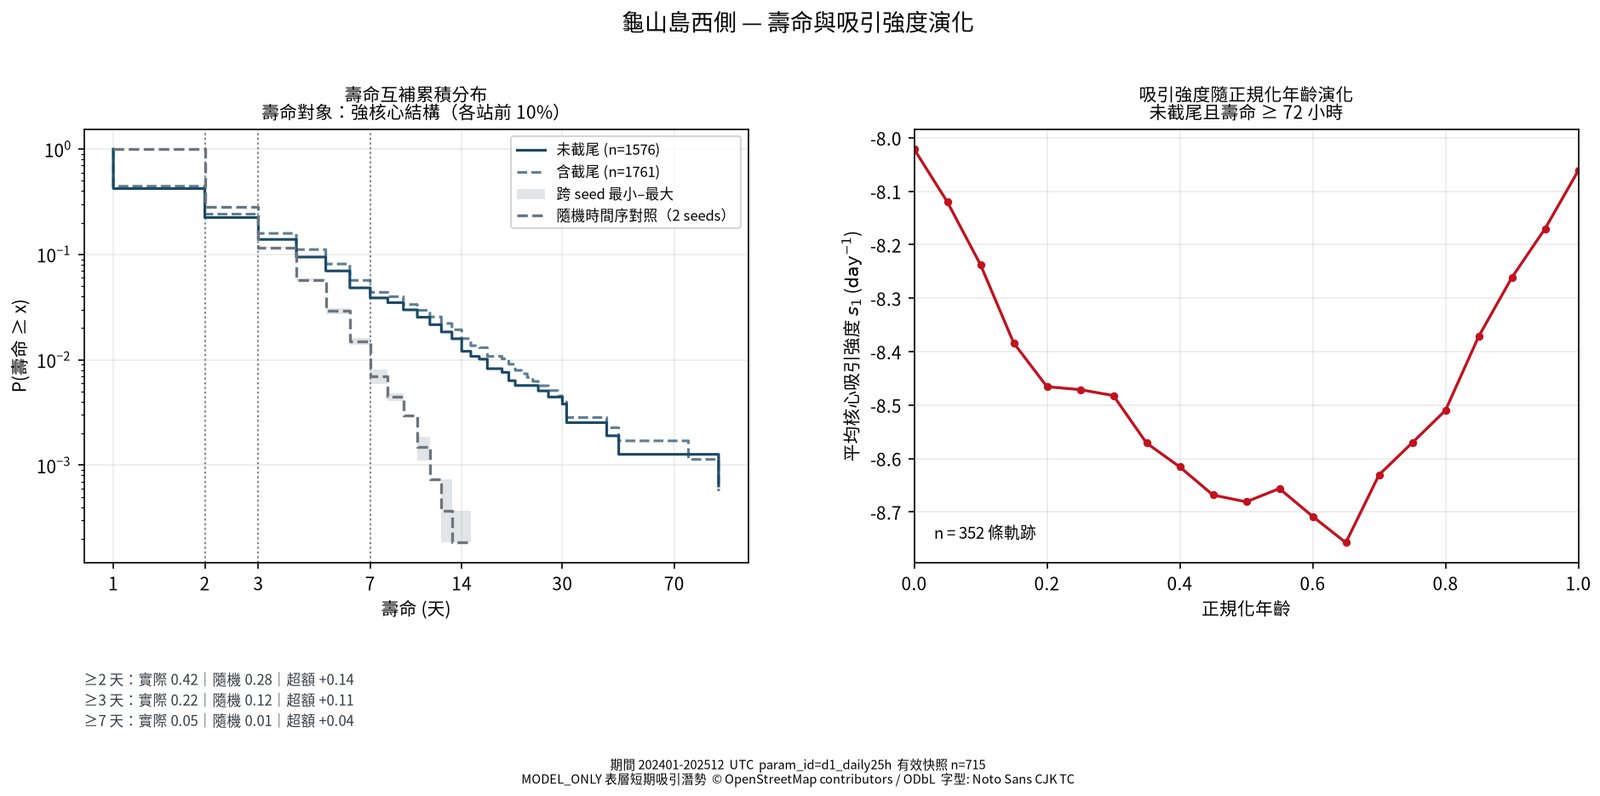 龜山島西側 — 壽命與吸引強度演化
壽命互補累積分布
壽命對象：強核心結構（各站前 10%）
10⁰
10⁻¹
10⁻²
10⁻³
P(壽命 ≥ x)
未截尾 (n=1576)
含截尾 (n=1761)
跨 seed 最小–最大
隨機時間序對照（2 seeds）
1 2 3 7 14 30 70
壽命 (天)
吸引強度隨正規化年齡演化
未截尾且壽命 ≥ 72 小時
-8.0
-8.1
-8.2
-8.3
-8.4
-8.5
-8.6
-8.7
平均核心吸引強度 s₁ (day⁻¹)
n = 352 條軌跡
0.0 0.2 0.4 0.6 0.8 1.0
正規化年齡
≥2 天：實際 0.42｜隨機 0.28｜超額 +0.14
≥3 天：實際 0.22｜隨機 0.12｜超額 +0.11
≥7 天：實際 0.05｜隨機 0.01｜超額 +0.04
期間 202401-202512 UTC param_id=d1_daily25h 有效快照 n=715
MODEL_ONLY 表層短期吸引潛勢 © OpenStreetMap contributors / ODbL 字型: Noto Sans CJK TC